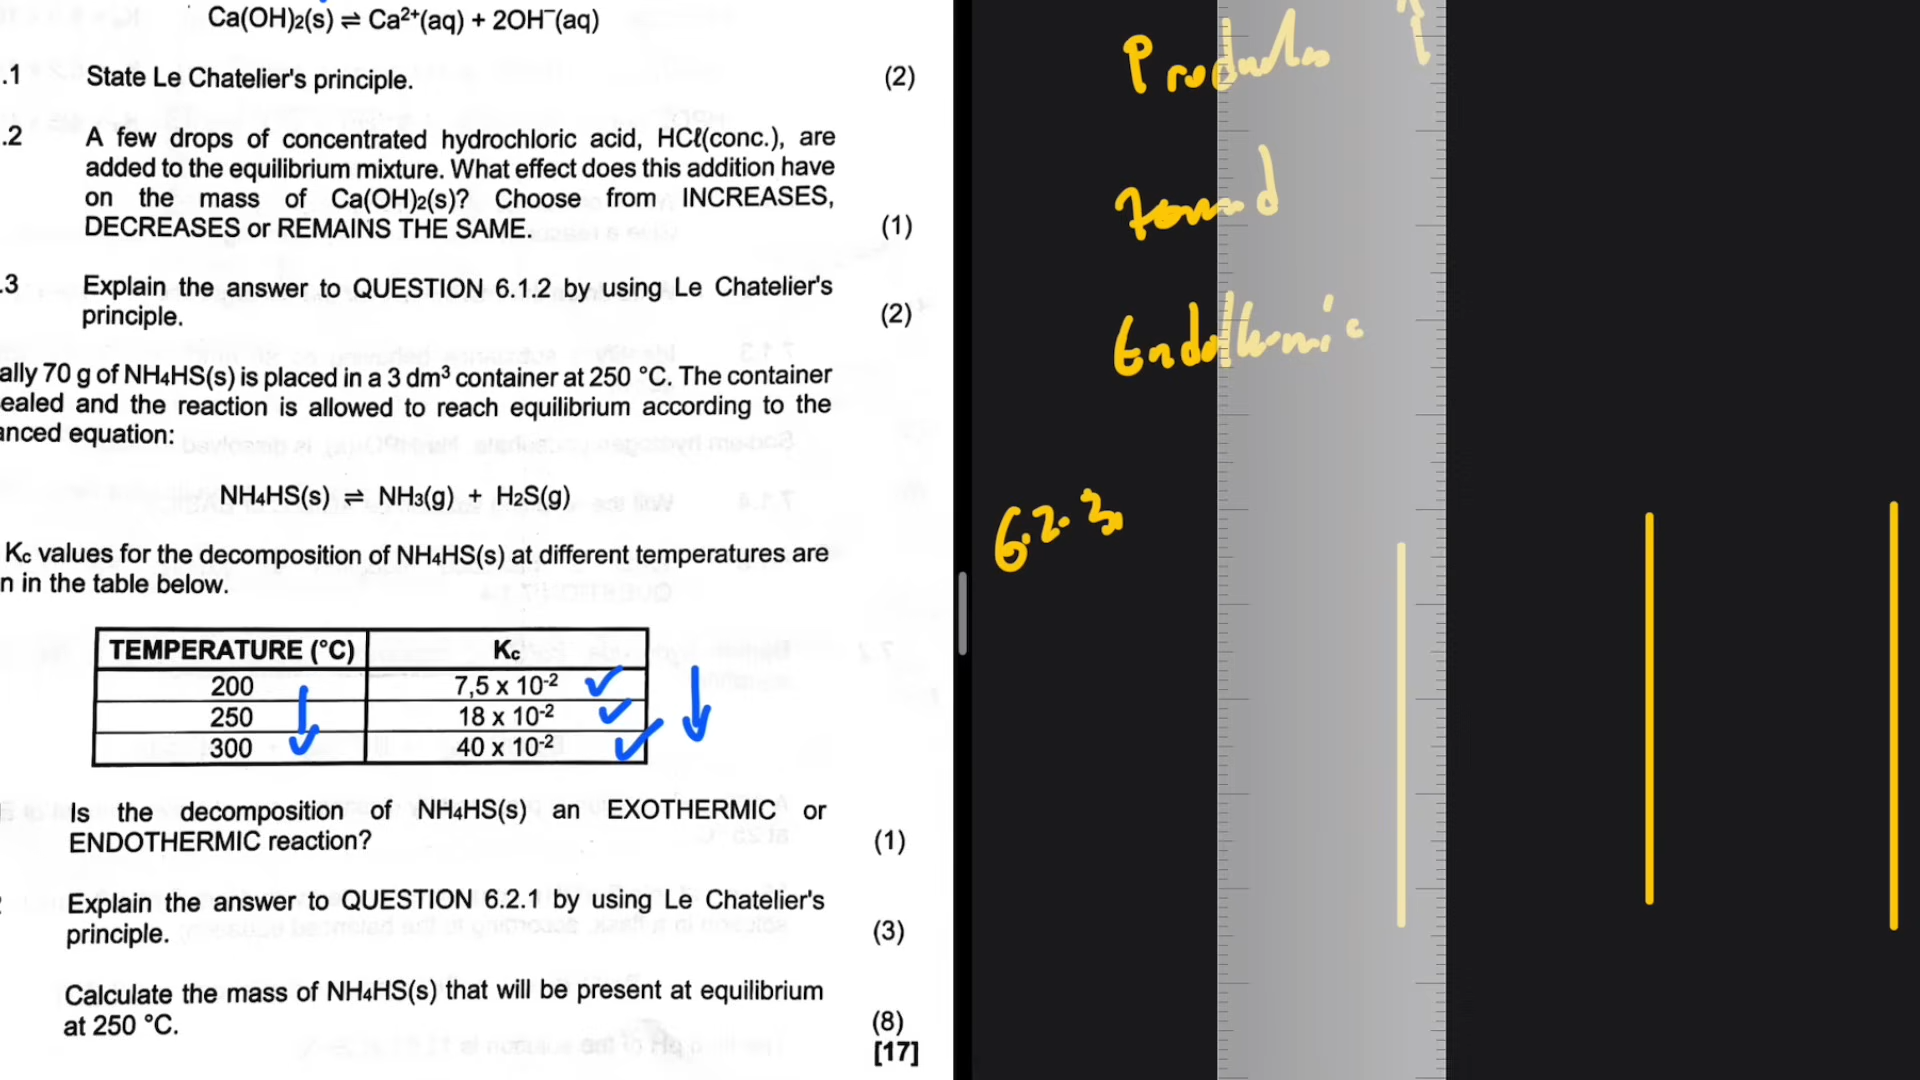 Ca(OH)2(s) ⇌ Ca²⁺(aq) + 2OH⁻(aq)
.1 State Le Chatelier's principle. (2)
.2 A few drops of concentrated hydrochloric acid, HCℓ(conc.), are
added to the equilibrium mixture. What effect does this addition have
on the mass of Ca(OH)2(s)? Choose from INCREASES,
DECREASES or REMAINS THE SAME. (1)
.3 Explain the answer to QUESTION 6.1.2 by using Le Chatelier's
principle. (2)
ally 70 g of NH4HS(s) is placed in a 3 dm³ container at 250 °C. The container
ealed and the reaction is allowed to reach equilibrium according to the
anced equation:
NH4HS(s) ⇌ NH3(g) + H2S(g)
Kc values for the decomposition of NH4HS(s) at different temperatures are
n in the table below.
TEMPERATURE (°C) Kc
200 7,5 x 10⁻²
250 18 x 10⁻²
300 40 x 10⁻²
Is the decomposition of NH4HS(s) an EXOTHERMIC or
ENDOTHERMIC reaction? (1)
Explain the answer to QUESTION 6.2.1 by using Le Chatelier's
principle. (3)
Calculate the mass of NH4HS(s) that will be present at equilibrium
at 250 °C. (8)
[17]
Products
Endothermic
6.2.3